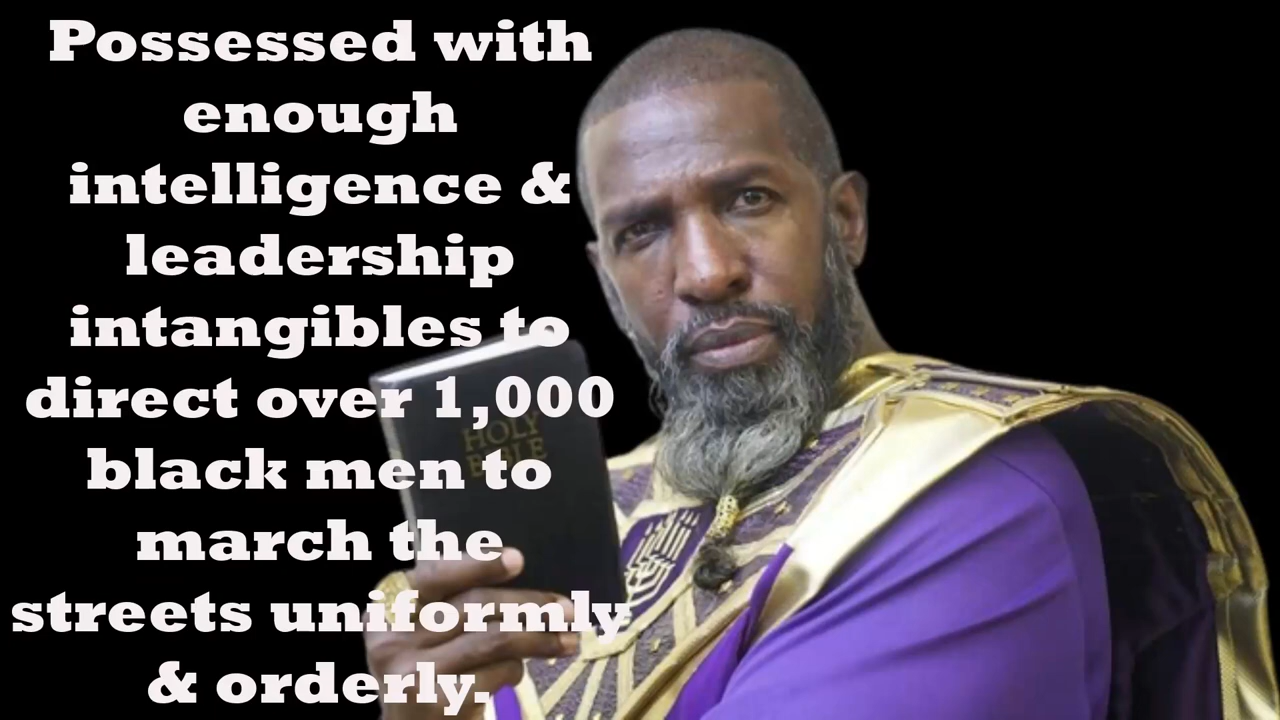 Possessed with
enough
intelligence &
leadership
intangibles to
direct over 1,000
black men to
march the
streets uniformly
& orderly.
HOLY
BIBLE